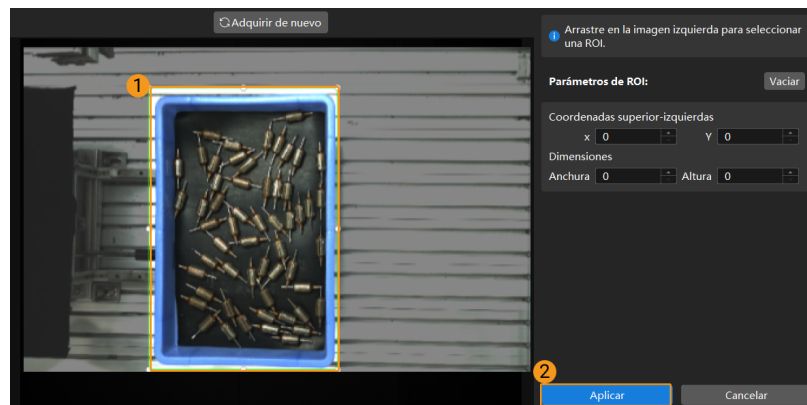 Adquirir de nuevo
Arrastre en la imagen izquierda para seleccionar
una ROI.
1
Parámetros de ROI:
Vaciar
Coordenadas superior-izquierdas
x 0 Y 0
Dimensiones
Anchura 0 Altura 0
2
Aplicar Cancelar